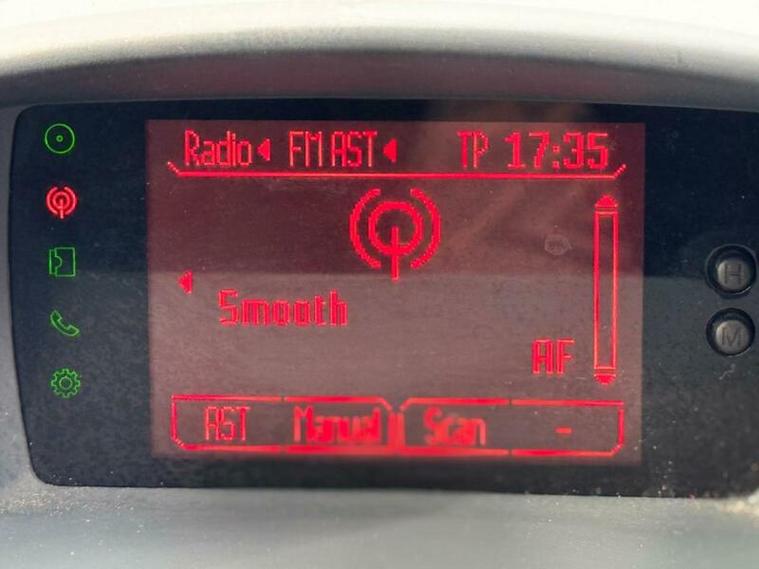 Radio FM AST TP 17:35
H
Smooth
M
AF
AST Manual Scan -